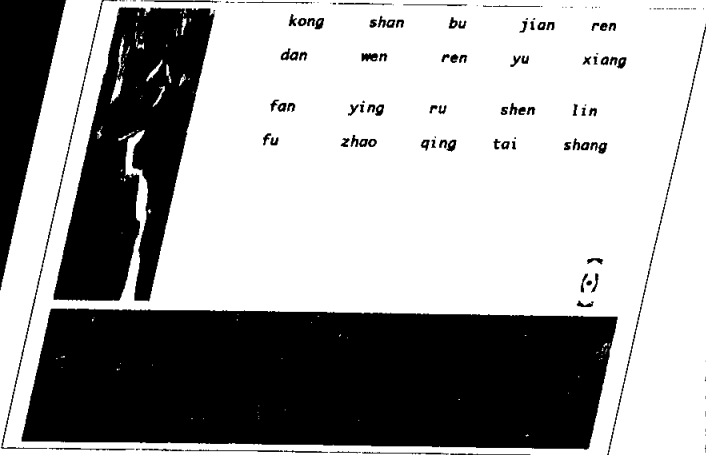 kong shan bu jian ren
dan wen ren yu xiang
fan ying ru shen lin
fu zhao qing tai shang